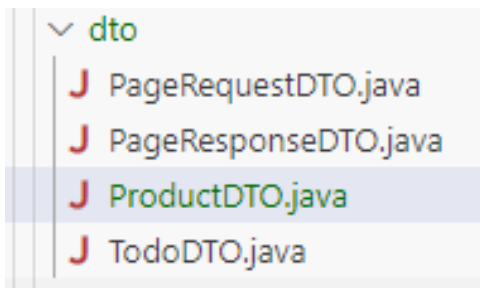 dto
J PageRequestDTO.java
J PageResponseDTO.java
J ProductDTO.java
J TodoDTO.java